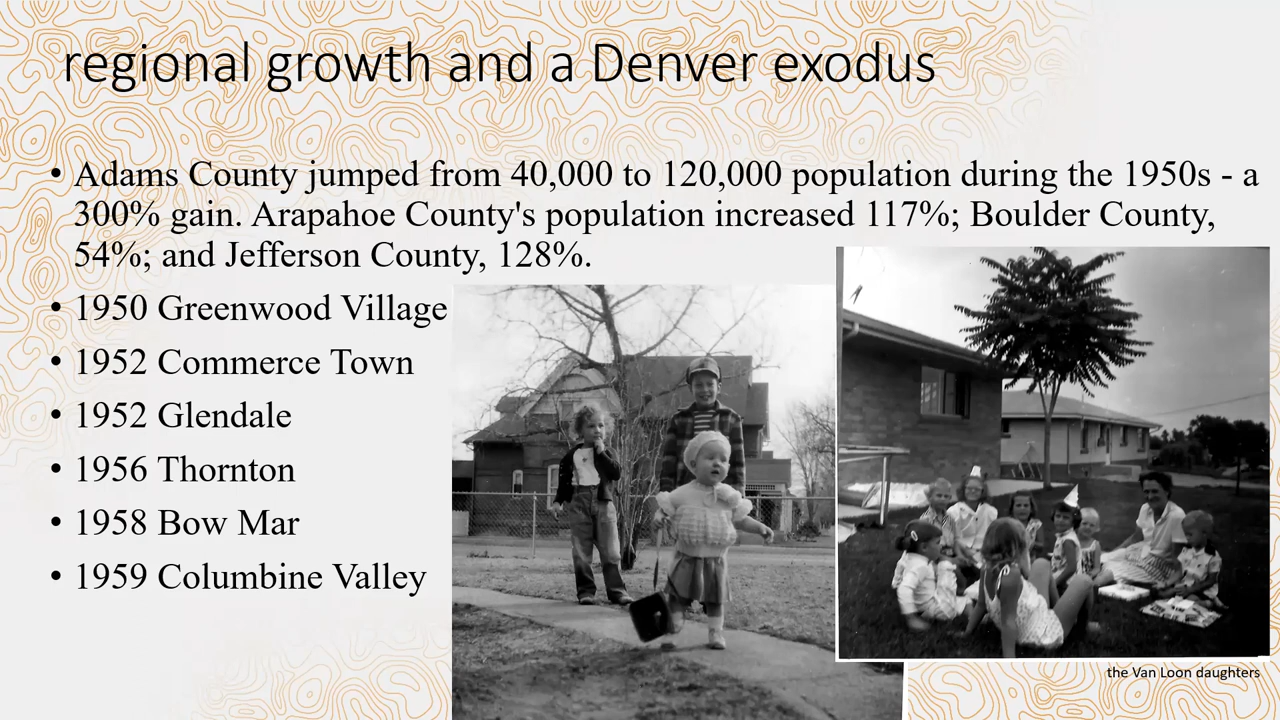 regional growth and a Denver exodus
• Adams County jumped from 40,000 to 120,000 population during the 1950s - a
300% gain. Arapahoe County's population increased 117%; Boulder County,
54%; and Jefferson County, 128%.
• 1950 Greenwood Village
• 1952 Commerce Town
• 1952 Glendale
• 1956 Thornton
• 1958 Bow Mar
• 1959 Columbine Valley
the Van Loon daughters